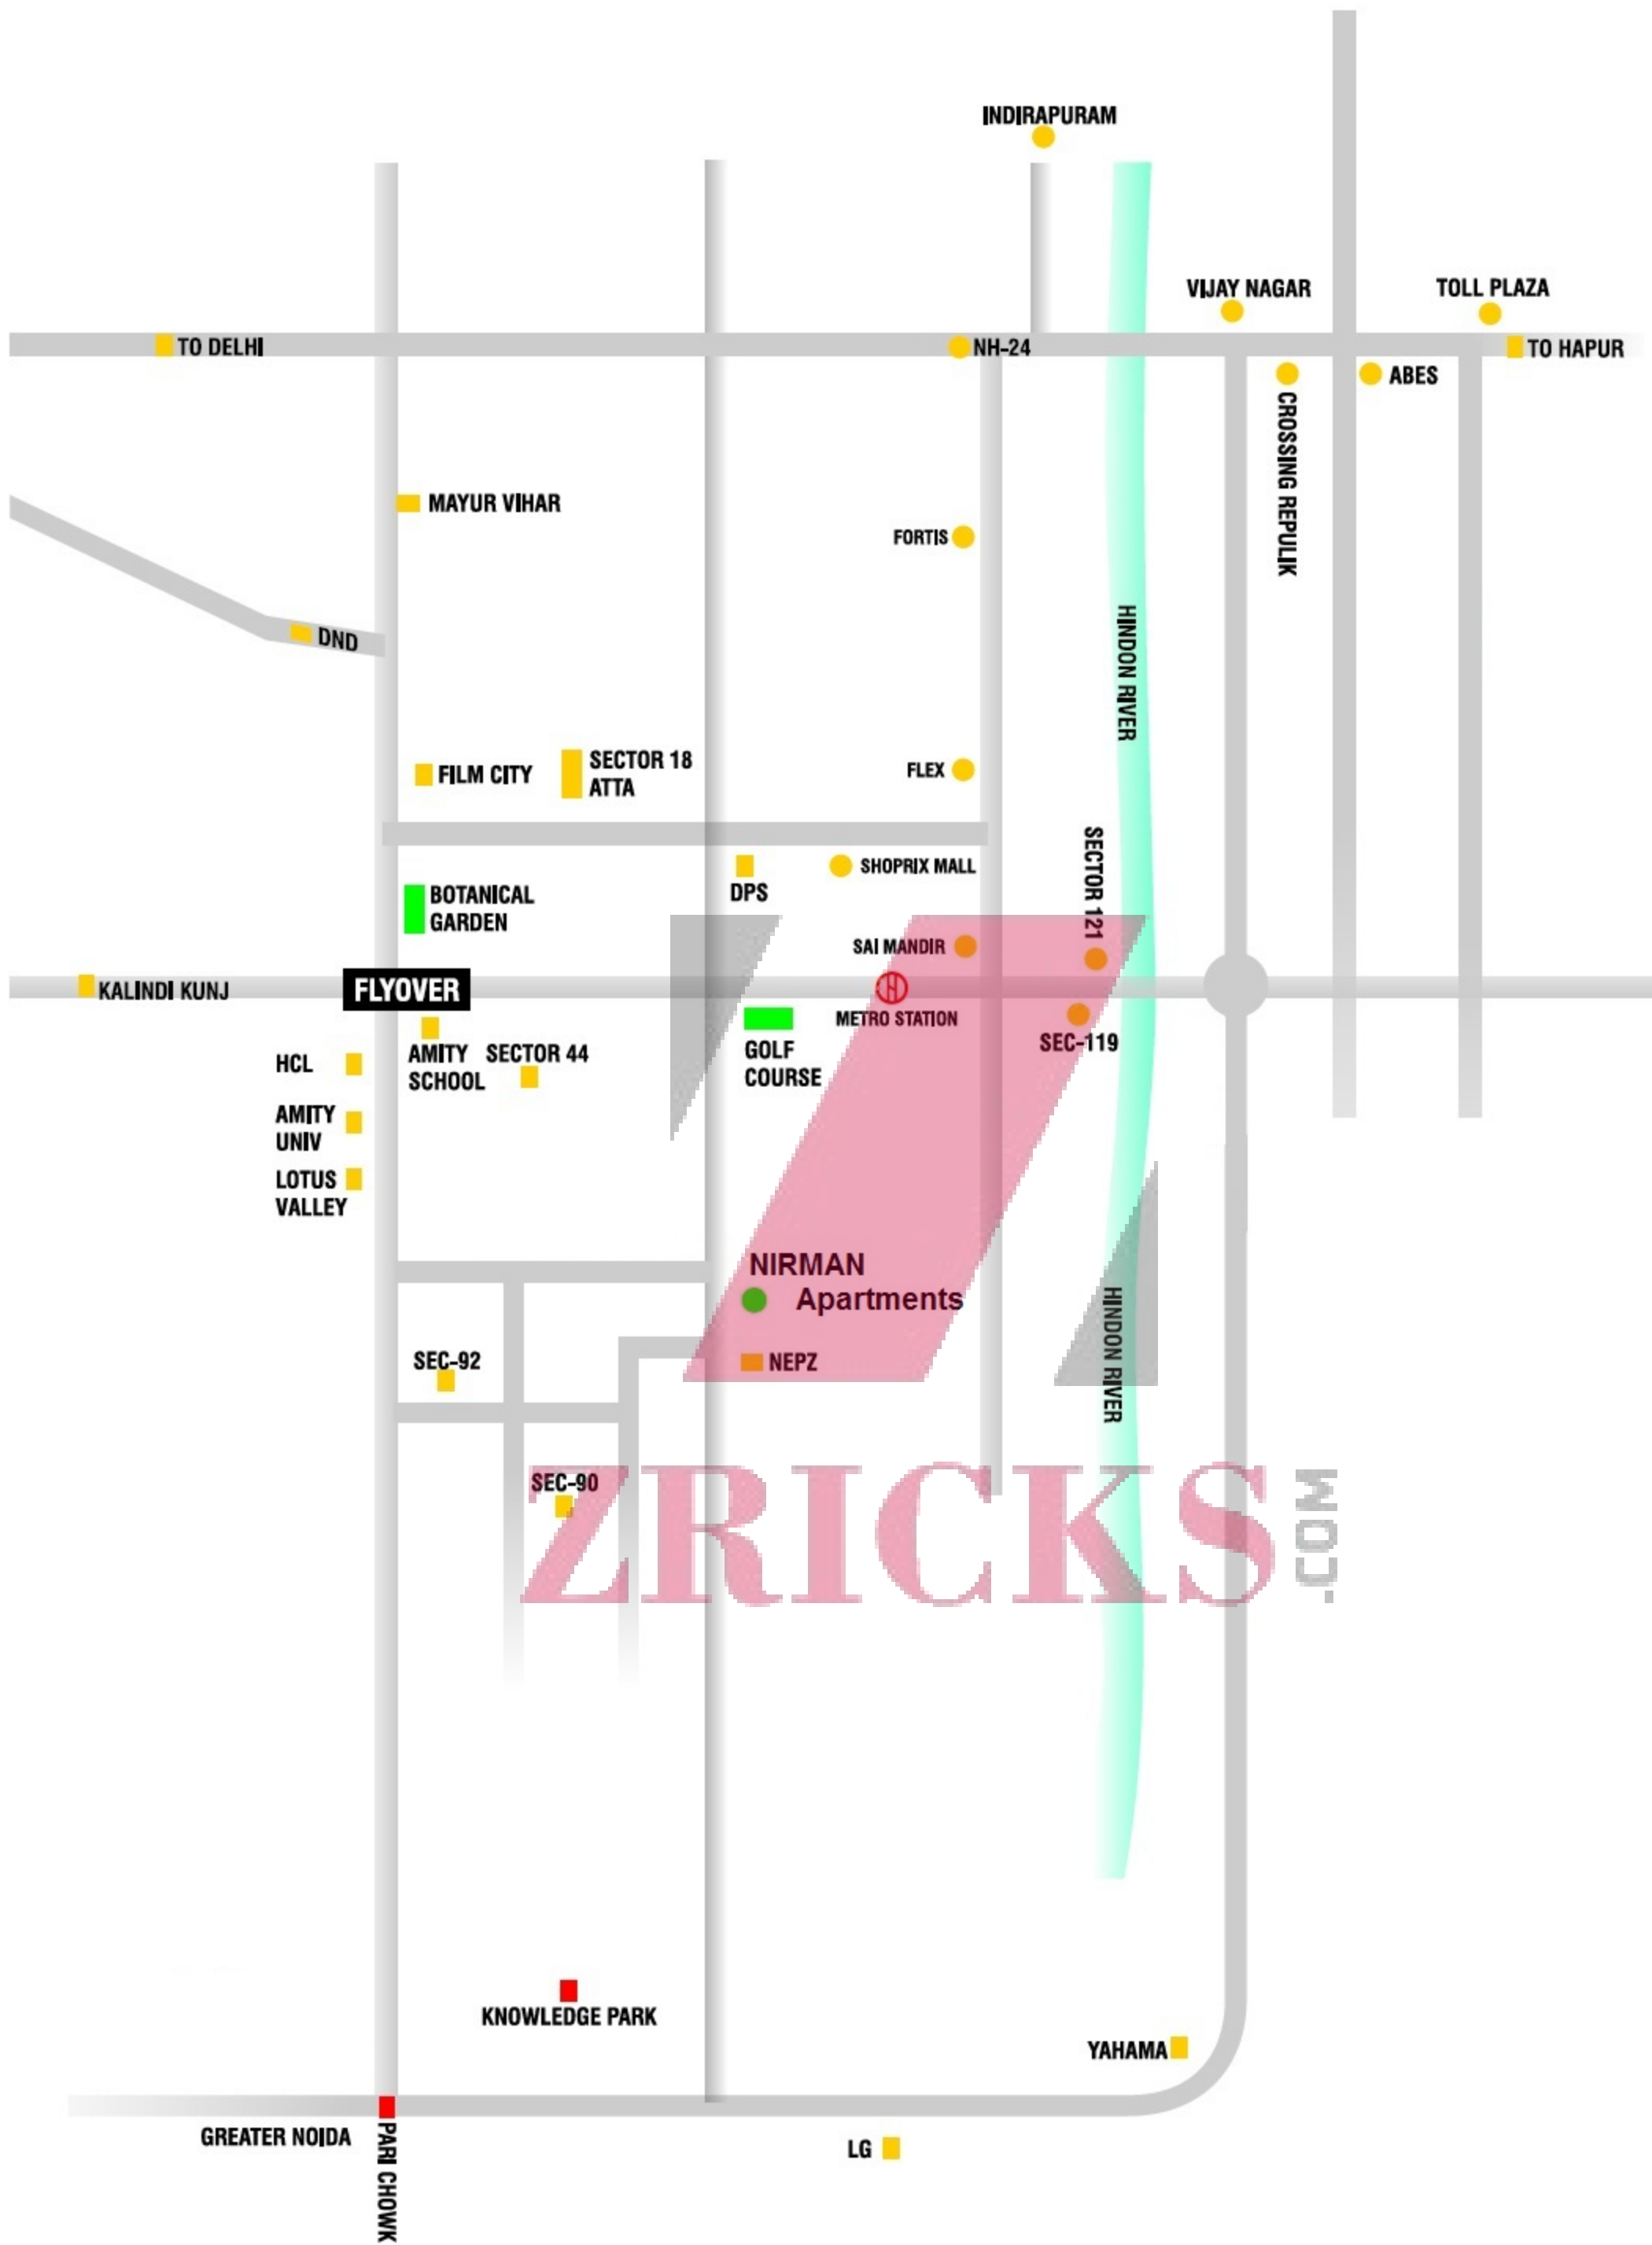 INDIRAPURAM
VIJAY NAGAR
TOLL PLAZA
TO DELHI
NH-24
TO HAPUR
ABES
CROSSING REPULIK
MAYUR VIHAR
FORTIS
DND
HINDON RIVER
FILM CITY
SECTOR 18
ATTA
FLEX
SHOPRIX MALL
DPS
SECTOR 121
BOTANICAL
GARDEN
SAI MANDIR
KALINDI KUNJ
FLYOVER
METRO STATION
SEC-119
GOLF
COURSE
HCL
AMITY
SCHOOL
SECTOR 44
AMITY
UNIV
LOTUS
VALLEY
NIRMAN
Apartments
HINDON RIVER
SEC-92
NEPZ
SEC-90
ZRICKS
.COM
KNOWLEDGE PARK
YAHAMA
GREATER NOIDA
PARI CHOWK
LG